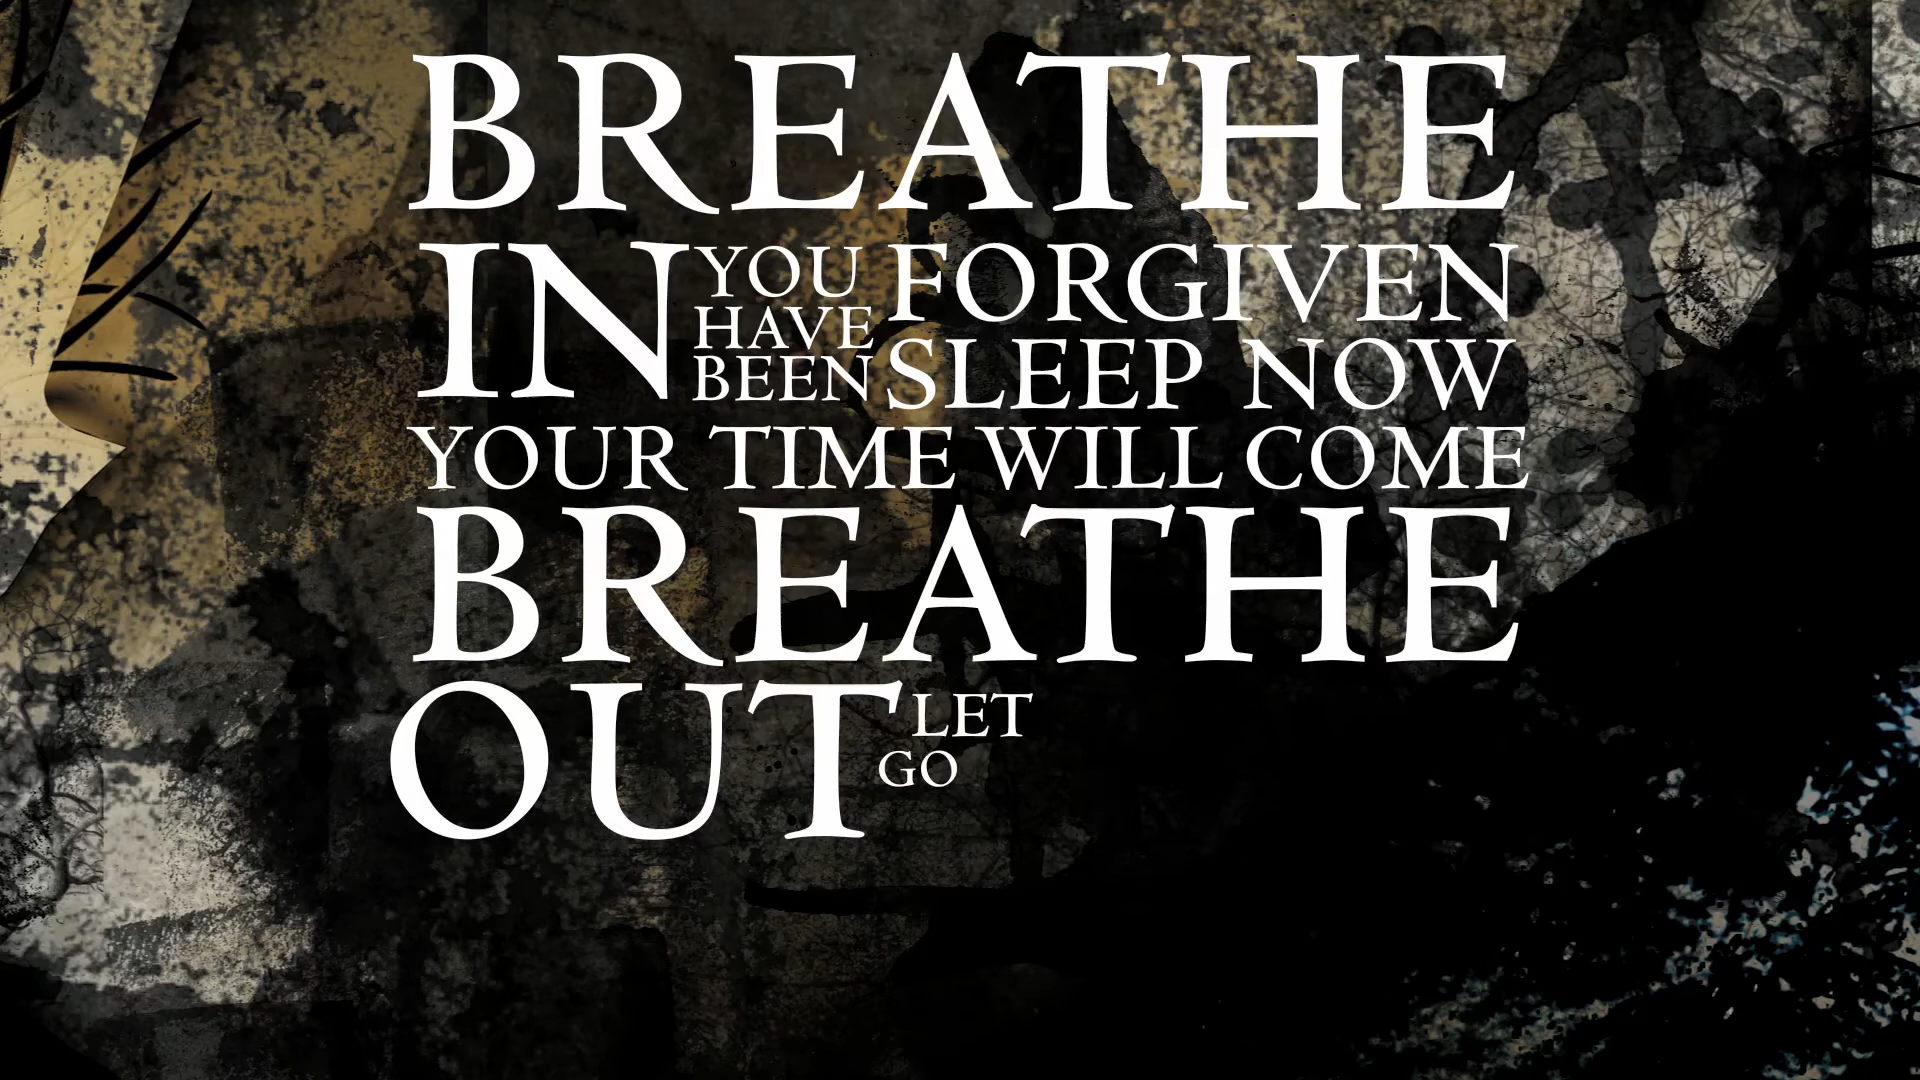 BREATHE
IN
YOU
HAVE
BEEN
FORGIVEN
SLEEP NOW
YOUR TIME WILL COME
BREATHE
OUT
LET
GO